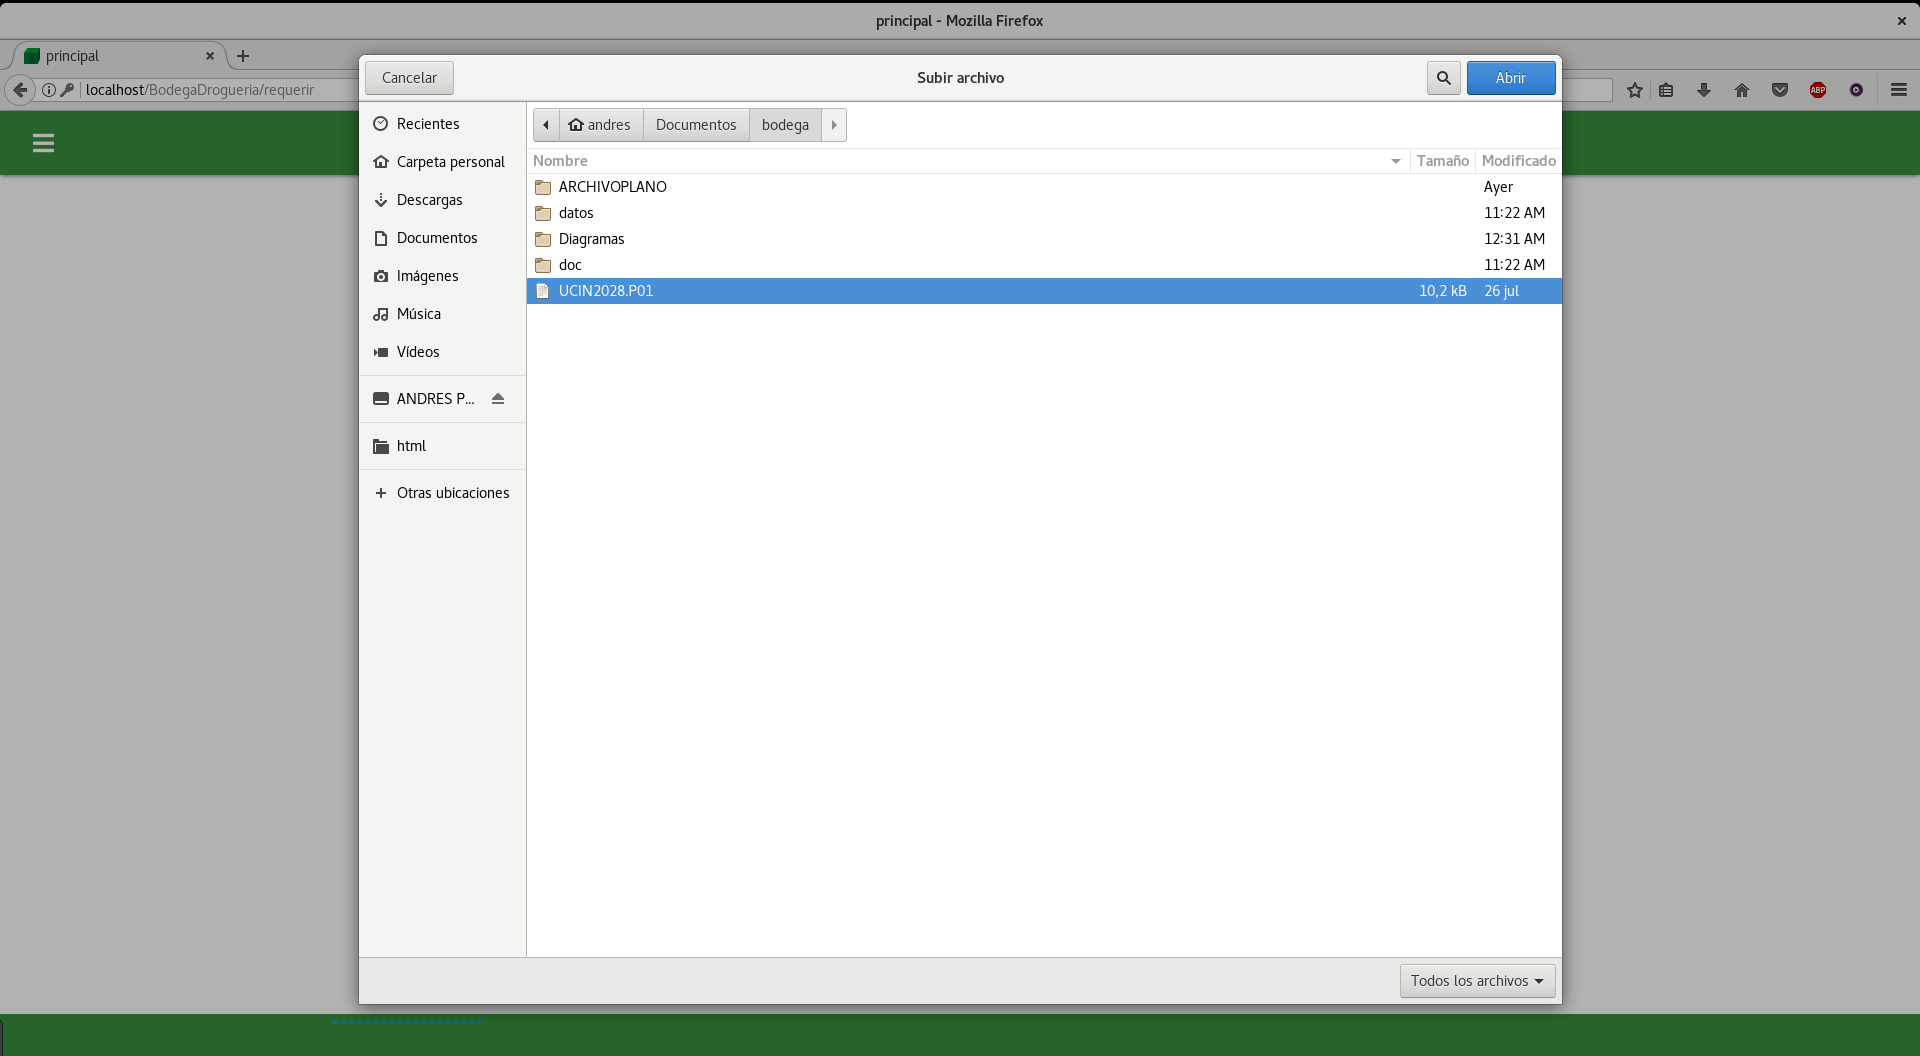 principal - Mozilla Firefox
principal
localhost/BodegaDrogueria/requerir
ABP
Cancelar
Subir archivo
Abrir
Recientes
Carpeta personal
Descargas
Documentos
Imágenes
Música
Vídeos
ANDRES P...
html
Otras ubicaciones
andres Documentos bodega
Nombre Tamaño Modificado
ARCHIVOPLANO Ayer
datos 11:22 AM
Diagramas 12:31 AM
doc 11:22 AM
UCIN2028.P01 10,2 kB 26 jul
Todos los archivos